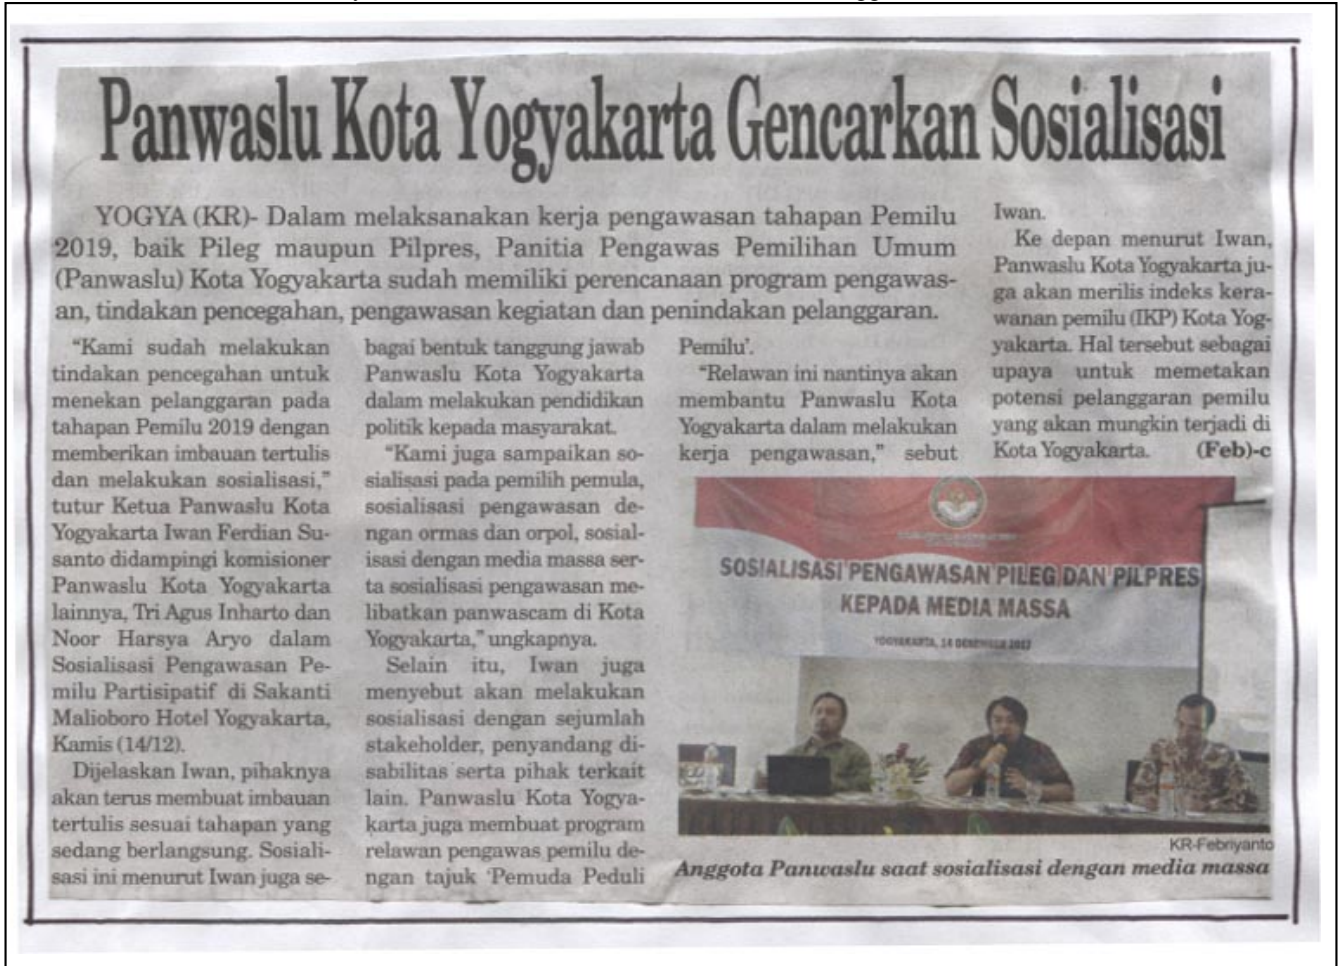 Panwaslu Kota Yogyakarta Gencarkan Sosialisasi
YOGYA (KR)- Dalam melaksanakan kerja pengawasan tahapan Pemilu
2019, baik Pileg maupun Pilpres, Panitia Pengawas Pemilihan Umum
(Panwaslu) Kota Yogyakarta sudah memiliki perencanaan program pengawas-
an, tindakan pencegahan, pengawasan kegiatan dan penindakan pelanggaran.
"Kami sudah melakukan
tindakan pencegahan untuk
menekan pelanggaran pada
tahapan Pemilu 2019 dengan
memberikan imbauan tertulis
dan melakukan sosialisasi,"
tutur Ketua Panwaslu Kota
Yogyakarta Iwan Ferdian Su-
santo didampingi komisioner
Panwaslu Kota Yogyakarta
lainnya, Tri Agus Inharto dan
Noor Harsya Aryo dalam
Sosialisasi Pengawasan Pe-
milu Partisipatif di Sakanti
Malioboro Hotel Yogyakarta,
Kamis (14/12).
Dijelaskan Iwan, pihaknya
akan terus membuat imbauan
tertulis sesuai tahapan yang
sedang berlangsung. Sosiali-
sasi ini menurut Iwan juga se-
bagai bentuk tanggung jawab
Panwaslu Kota Yogyakarta
dalam melakukan pendidikan
politik kepada masyarakat.
"Kami juga sampaikan so-
sialisasi pada pemilih pemula,
sosialisasi pengawasan de-
ngan ormas dan orpol, sosial-
isasi dengan media massa ser-
ta sosialisasi pengawasan me-
libatkan panwascam di Kota
Yogyakarta," ungkapnya.
Selain itu, Iwan juga
menyebut akan melakukan
sosialisasi dengan sejumlah
stakeholder, penyandang di-
sabilitas serta pihak terkait
lain. Panwaslu Kota Yogya-
karta juga membuat program
relawan pengawas pemilu de-
ngan tajuk 'Pemuda Peduli
Pemilu'.
"Relawan ini nantinya akan
membantu Panwaslu Kota
Yogyakarta dalam melakukan
kerja pengawasan," sebut
Iwan.
Ke depan menurut Iwan,
Panwaslu Kota Yogyakarta ju-
ga akan merilis indeks kera-
wanan pemilu (IKP) Kota Yog-
yakarta. Hal tersebut sebagai
upaya untuk memetakan
potensi pelanggaran pemilu
yang akan mungkin terjadi di
Kota Yogyakarta. (Feb)-c
SOSIALISASI PENGAWASAN PILEG DAN PILPRES
KEPADA MEDIA MASSA
YOGYAKARTA, 14 DESEMBER 2017
KR-Febriyanto
Anggota Panwaslu saat sosialisasi dengan media massa